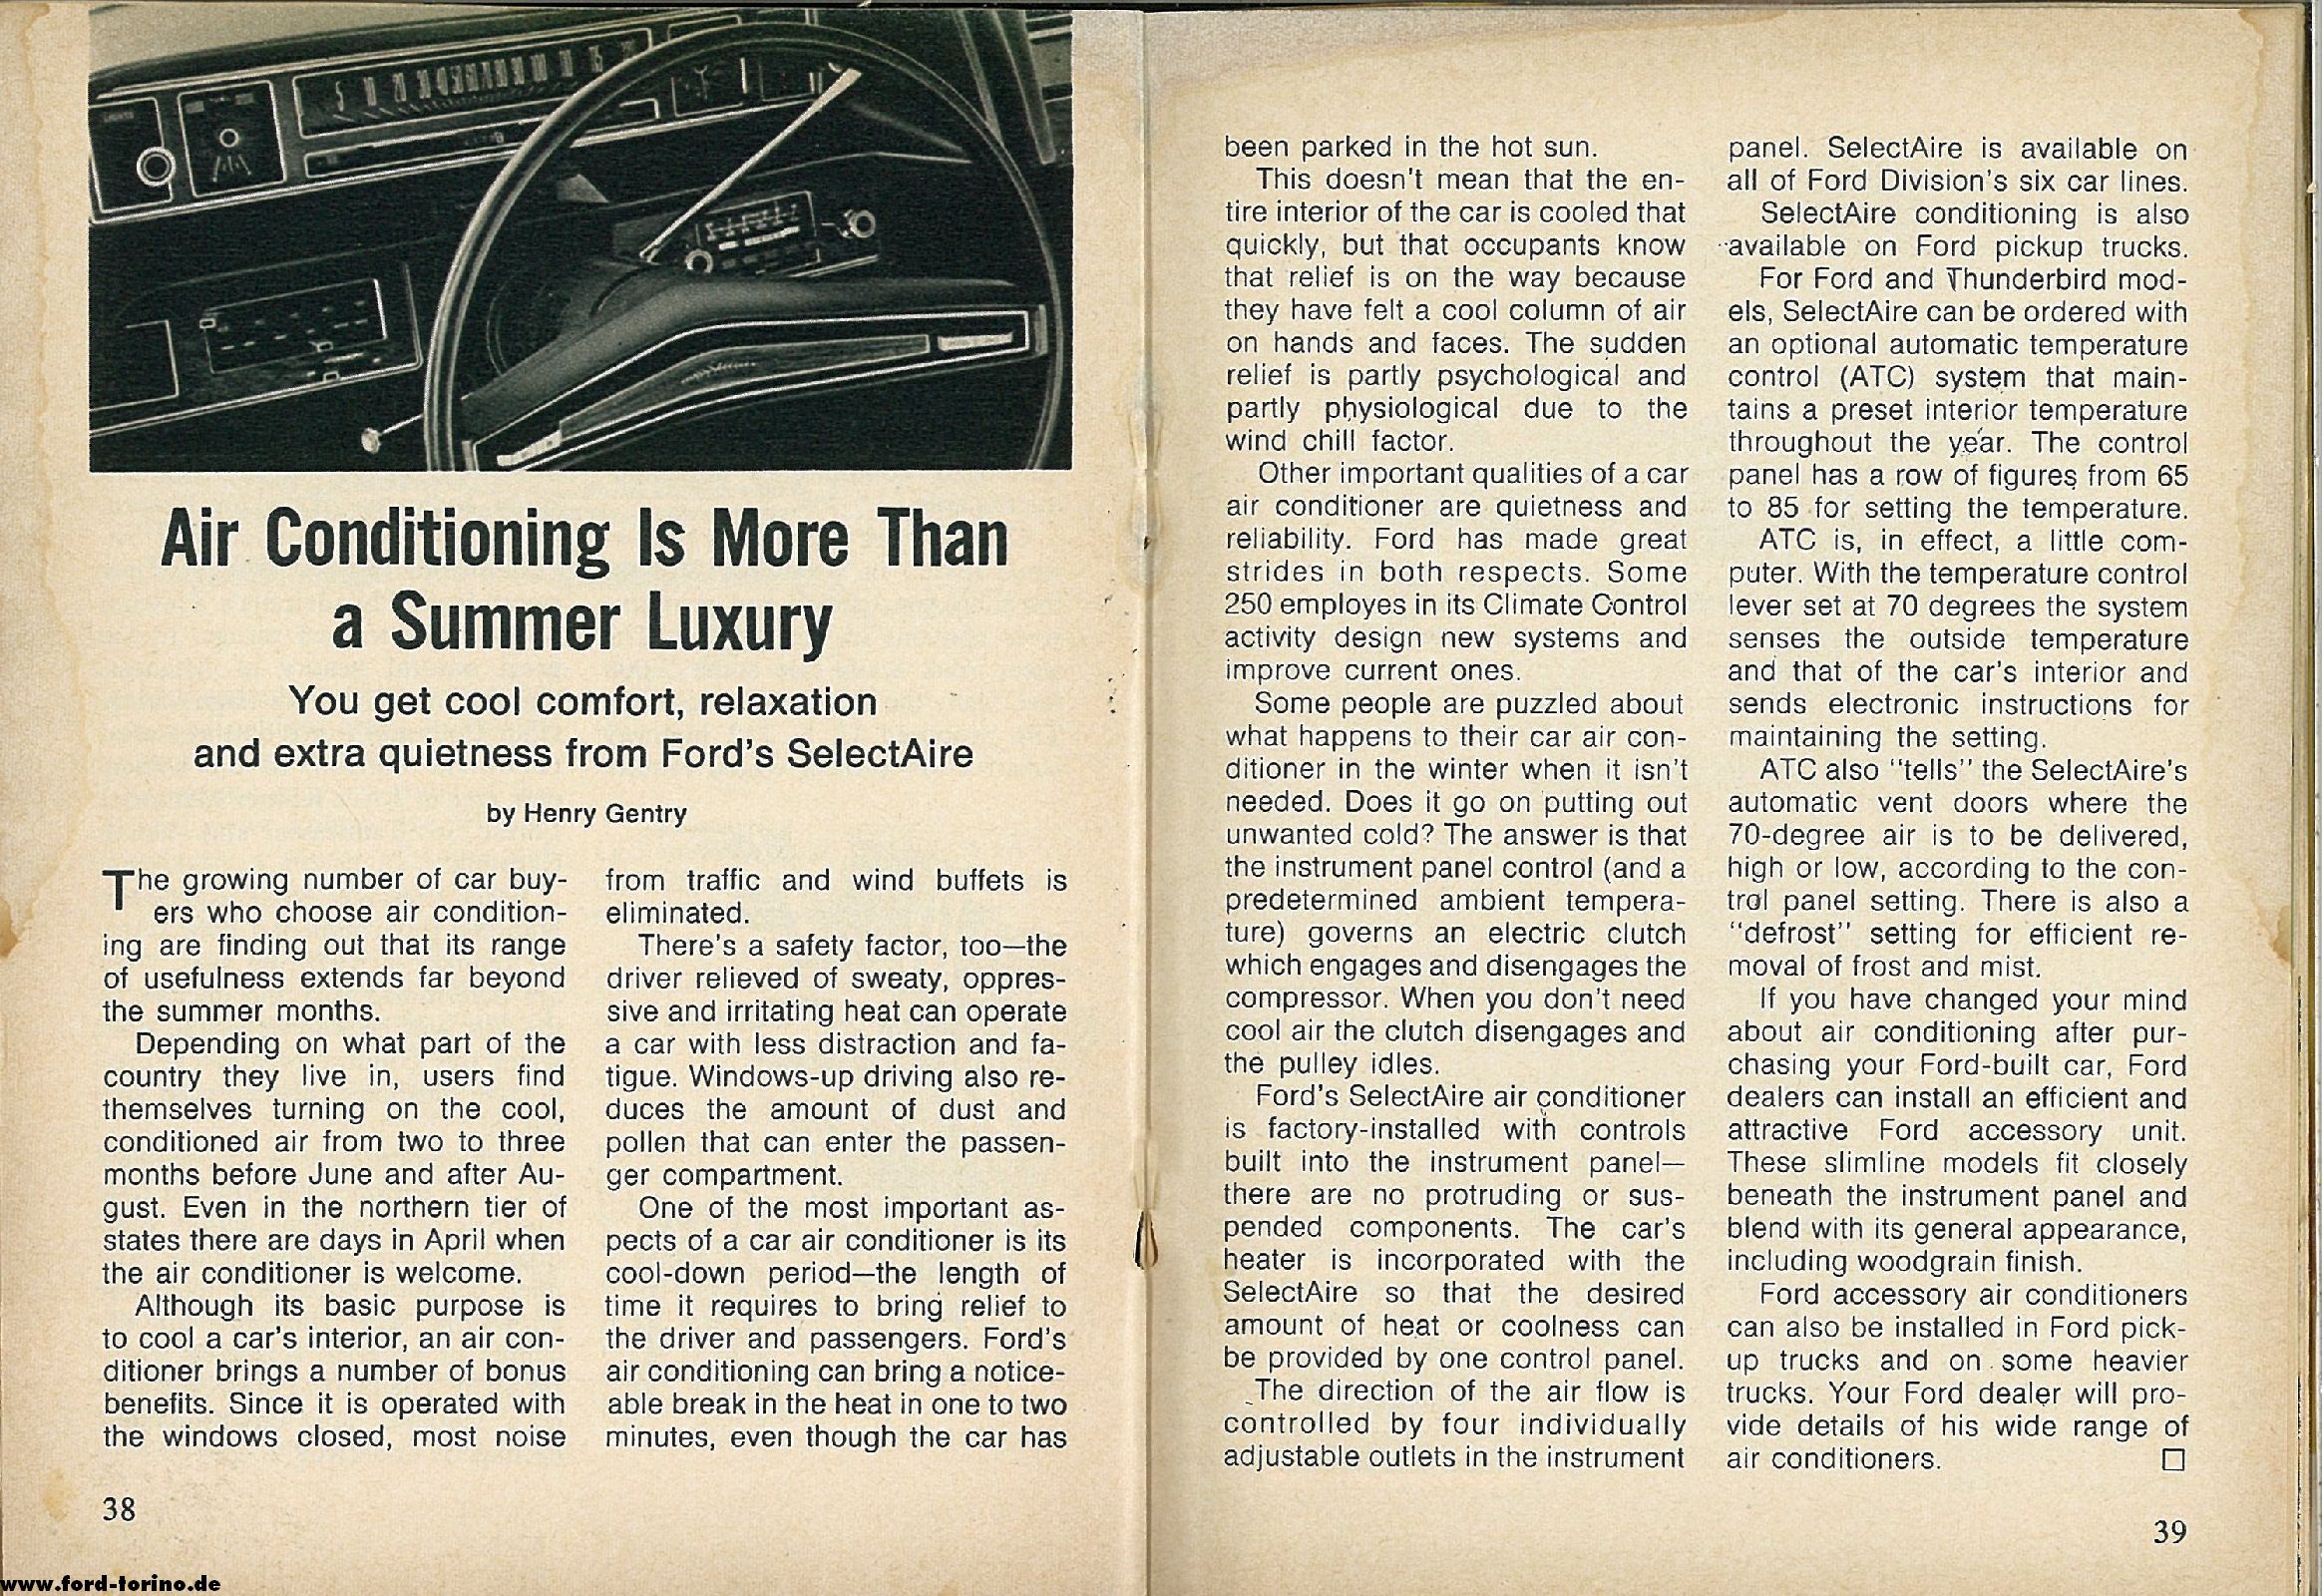 Air Conditioning Is More Than
a Summer Luxury
You get cool comfort, relaxation
and extra quietness from Ford's SelectAire
by Henry Gentry
The growing number of car buy-
ers who choose air condition-
ing are finding out that its range
of usefulness extends far beyond
the summer months.
Depending on what part of the
country they live in, users find
themselves turning on the cool,
conditioned air from two to three
months before June and after Au-
gust. Even in the northern tier of
states there are days in April when
the air conditioner is welcome.
Although its basic purpose is
to cool a car's interior, an air con-
ditioner brings a number of bonus
benefits. Since it is operated with
the windows closed, most noise
from traffic and wind buffets is
eliminated.
There's a safety factor, too—the
driver relieved of sweaty, oppres-
sive and irritating heat can operate
a car with less distraction and fa-
tigue. Windows-up driving also re-
duces the amount of dust and
pollen that can enter the passen-
ger compartment.
One of the most important as-
pects of a car air conditioner is its
cool-down period—the length of
time it requires to bring relief to
the driver and passengers. Ford's
air conditioning can bring a notice-
able break in the heat in one to two
minutes, even though the car has
38
been parked in the hot sun.
This doesn't mean that the en-
tire interior of the car is cooled that
quickly, but that occupants know
that relief is on the way because
they have felt a cool column of air
on hands and faces. The sudden
relief is partly psychological and
partly physiological due to the
wind chill factor.
Other important qualities of a car
air conditioner are quietness and
reliability. Ford has made great
strides in both respects. Some
250 employes in its Climate Control
activity design new systems and
improve current ones.
Some people are puzzled about
what happens to their car air con-
ditioner in the winter when it isn't
needed. Does it go on putting out
unwanted cold? The answer is that
the instrument panel control (and a
predetermined ambient tempera-
ture) governs an electric clutch
which engages and disengages the
compressor. When you don't need
cool air the clutch disengages and
the pulley idles.
Ford's SelectAire air conditioner
is factory-installed with controls
built into the instrument panel—
there are no protruding or sus-
pended components. The car's
heater is incorporated with the
SelectAire so that the desired
amount of heat or coolness can
be provided by one control panel.
The direction of the air flow is
controlled by four individually
adjustable outlets in the instrument
panel. SelectAire is available on
all of Ford Division's six car lines.
SelectAire conditioning is also
available on Ford pickup trucks.
For Ford and Thunderbird mod-
els, SelectAire can be ordered with
an optional automatic temperature
control (ATC) system that main-
tains a preset interior temperature
throughout the year. The control
panel has a row of figures from 65
to 85 for setting the temperature.
ATC is, in effect, a little com-
puter. With the temperature control
lever set at 70 degrees the system
senses the outside temperature
and that of the car's interior and
sends electronic instructions for
maintaining the setting.
ATC also "tells" the SelectAire's
automatic vent doors where the
70-degree air is to be delivered,
high or low, according to the con-
trol panel setting. There is also a
"defrost" setting for efficient re-
moval of frost and mist.
If you have changed your mind
about air conditioning after pur-
chasing your Ford-built car, Ford
dealers can install an efficient and
attractive Ford accessory unit.
These slimline models fit closely
beneath the instrument panel and
blend with its general appearance,
including woodgrain finish.
Ford accessory air conditioners
can also be installed in Ford pick-
up trucks and on some heavier
trucks. Your Ford dealer will pro-
vide details of his wide range of
air conditioners. □
39
www.ford-torino.de